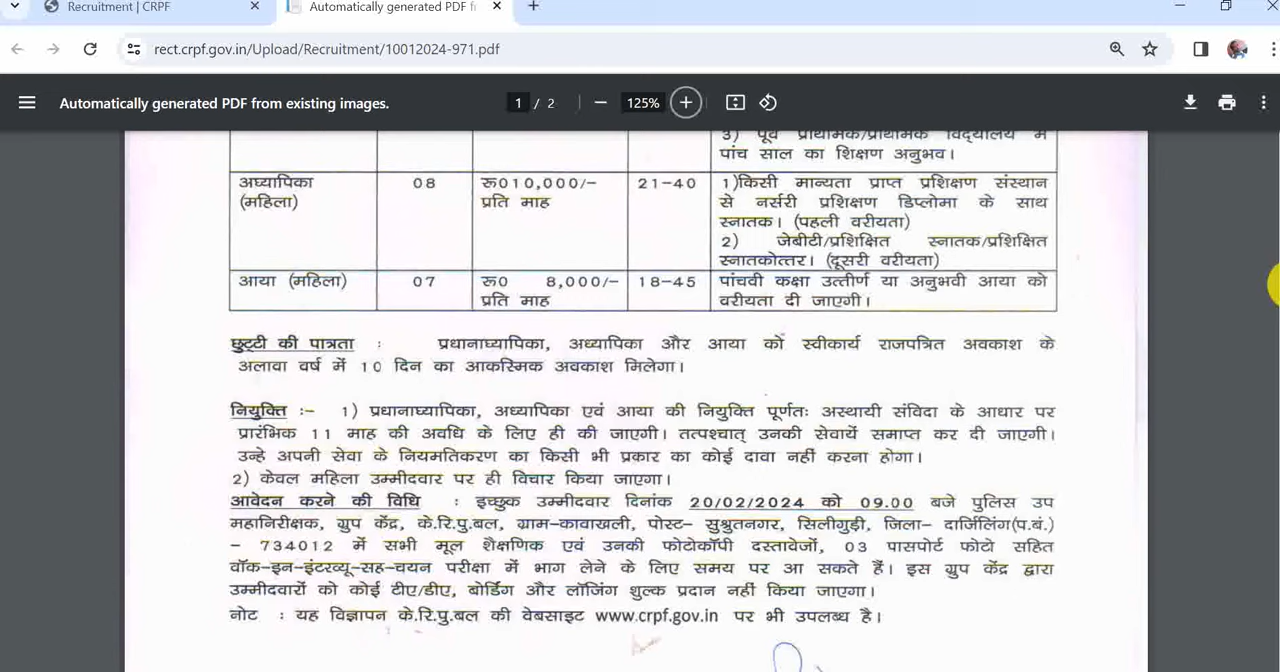 Recruitment | CRPF
Automatically generated PDF f
rect.crpf.gov.in/Upload/Recruitment/10012024-971.pdf
Automatically generated PDF from existing images.
1 / 2
125%
3) पूर्व प्राथमिक/प्राथमिक विद्यालय में
पांच साल का शिक्षण अनुभव।
अध्यापिका 08 रू010,000/- 21-40 1)किसी मान्यता प्राप्त प्रशिक्षण संस्थान
(महिला) प्रति माह से नर्सरी प्रशिक्षण डिप्लोमा के साथ
स्नातक। (पहली वरीयता)
2) जेबीटी/प्रशिक्षित स्नातक/प्रशिक्षित
स्नातकोत्तर। (दूसरी वरीयता)
आया (महिला) 07 रू0 8,000/- 18-45 पांचवी कक्षा उत्तीर्ण या अनुभवी आया को
प्रति माह वरीयता दी जाएगी।
छुट्टी की पात्रता : प्रधानाध्यापिका, अध्यापिका और आया को स्वीकार्य राजपत्रित अवकाश के
अलावा वर्ष में 10 दिन का आकस्मिक अवकाश मिलेगा।
नियुक्ति :- 1) प्रधानाध्यापिका, अध्यापिका एवं आया की नियुक्ति पूर्णतः अस्थायी संविदा के आधार पर
प्रारंभिक 11 माह की अवधि के लिए ही की जाएगी। तत्पश्चात् उनकी सेवायें समाप्त कर दी जाएगी।
उन्हे अपनी सेवा के नियमतिकरण का किसी भी प्रकार का कोई दावा नहीं करना होगा।
2) केवल महिला उम्मीदवार पर ही विचार किया जाएगा।
आवेदन करने की विधि : इच्छुक उम्मीदवार दिनांक 20/02/2024 को 09.00 बजे पुलिस उप
महानिरीक्षक, ग्रुप केंद्र, के.रि.पु.बल, ग्राम-कावाखली, पोस्ट- सुश्रुतनगर, सिलीगुड़ी, जिला- दार्जिलिंग(प.बं.)
- 734012 में सभी मूल शैक्षणिक एवं उनकी फोटोकॉपी दस्तावेजों, 03 पासपोर्ट फोटो सहित
वॉक-इन-इंटरव्यू-सह-चयन परीक्षा में भाग लेने के लिए समय पर आ सकते हैं। इस ग्रुप केंद्र द्वारा
उम्मीदवारों को कोई टीए/डीए, बोर्डिंग और लॉजिंग शुल्क प्रदान नहीं किया जाएगा।
नोट : यह विज्ञापन के.रि.पु.बल की वेबसाइट www.crpf.gov.in पर भी उपलब्ध है।